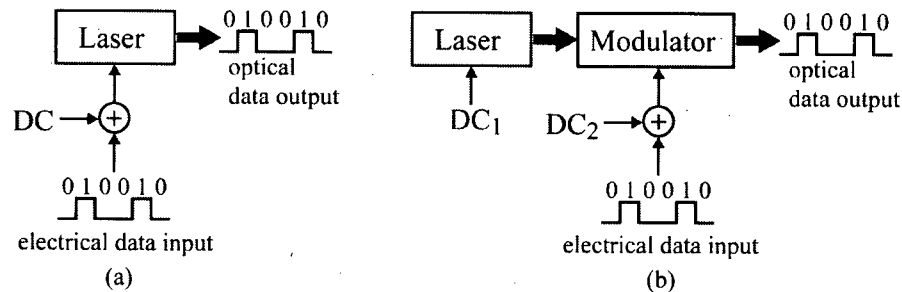 0 1 0 0 1 0
Laser
optical
data output
DC
+
0 1 0 0 1 0
electrical data input
(a)
0 1 0 0 1 0
Laser
Modulator
optical
data output
DC1
DC2
+
0 1 0 0 1 0
electrical data input
(b)